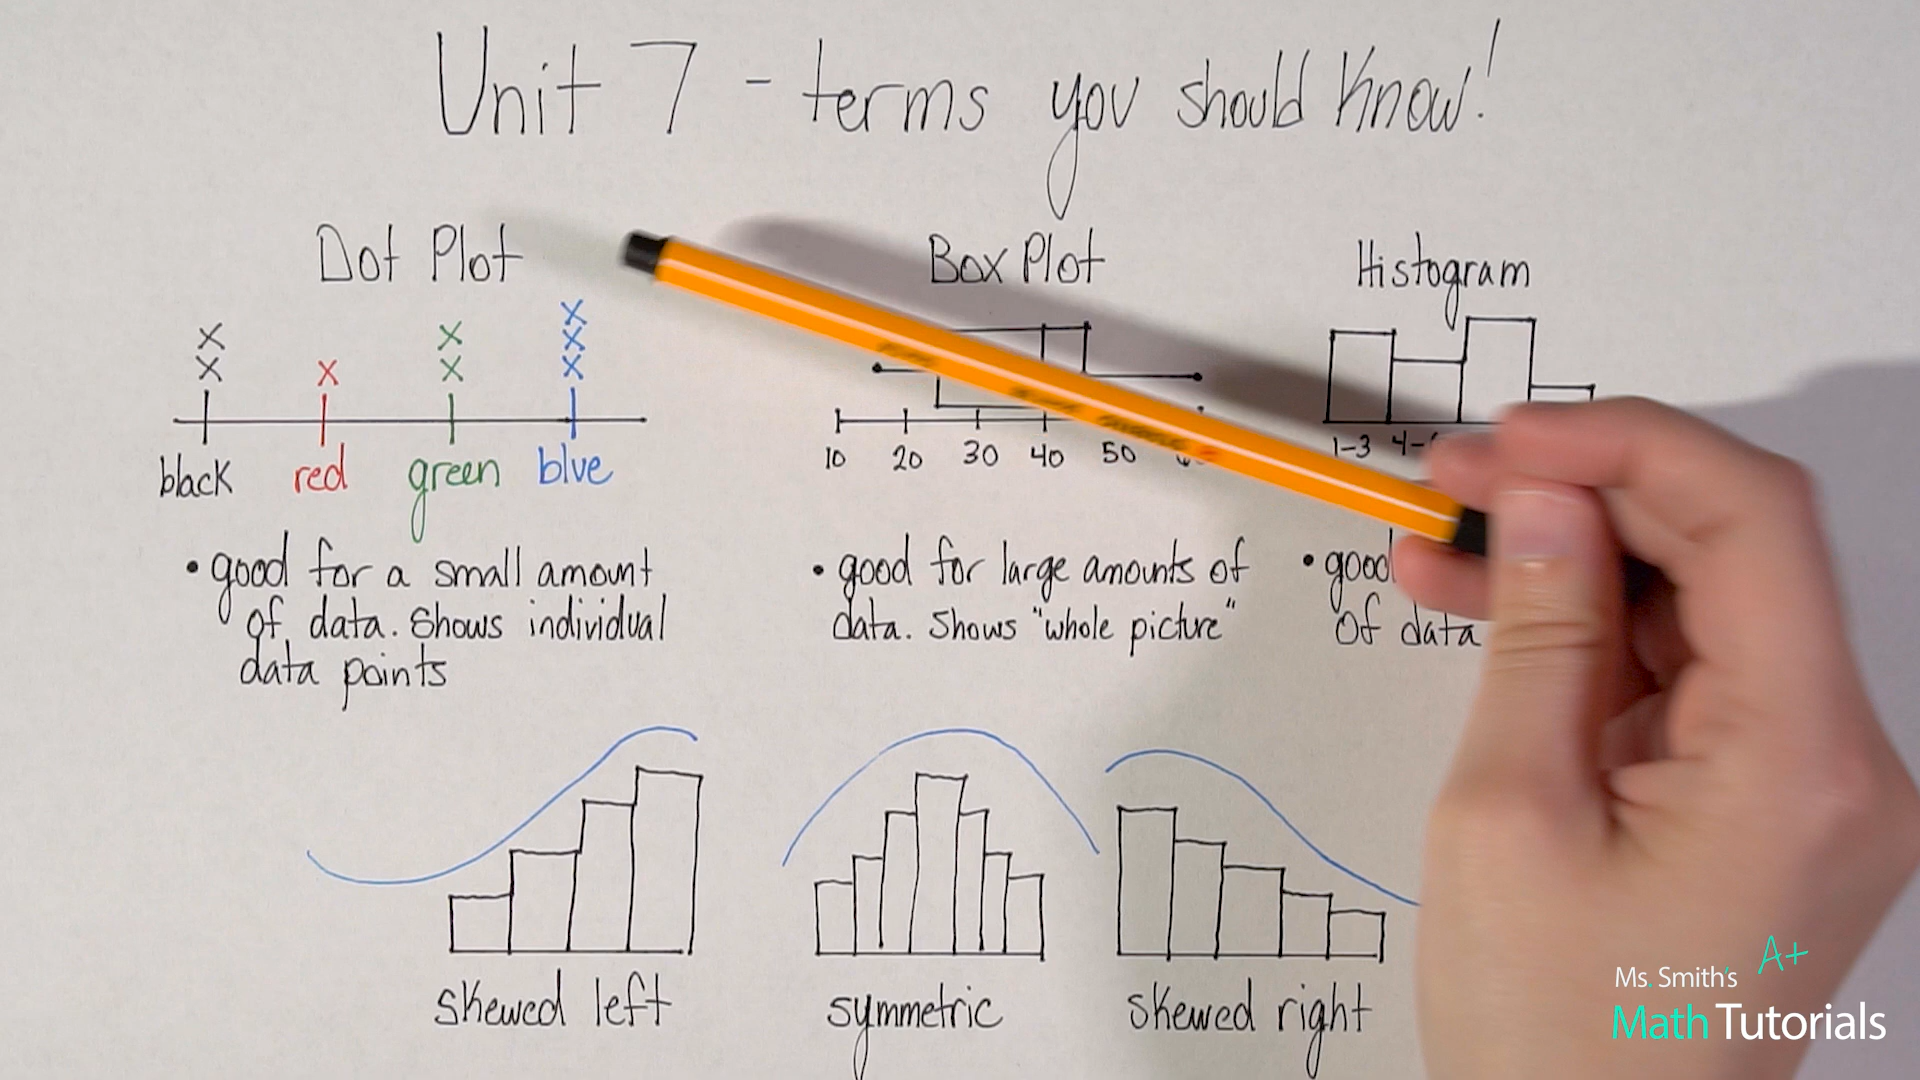 Unit 7 - terms you should know!
Dot Plot
Box Plot
Histogram
black red green blue
10 20 30 40 50
1-3 4-
• good for a small amount
of data. Shows individual
data points
• good for large amounts of
data. Shows "whole picture"
• good
of data
skewed left
symmetric
skewed right
A+
Ms. Smith's
Math Tutorials